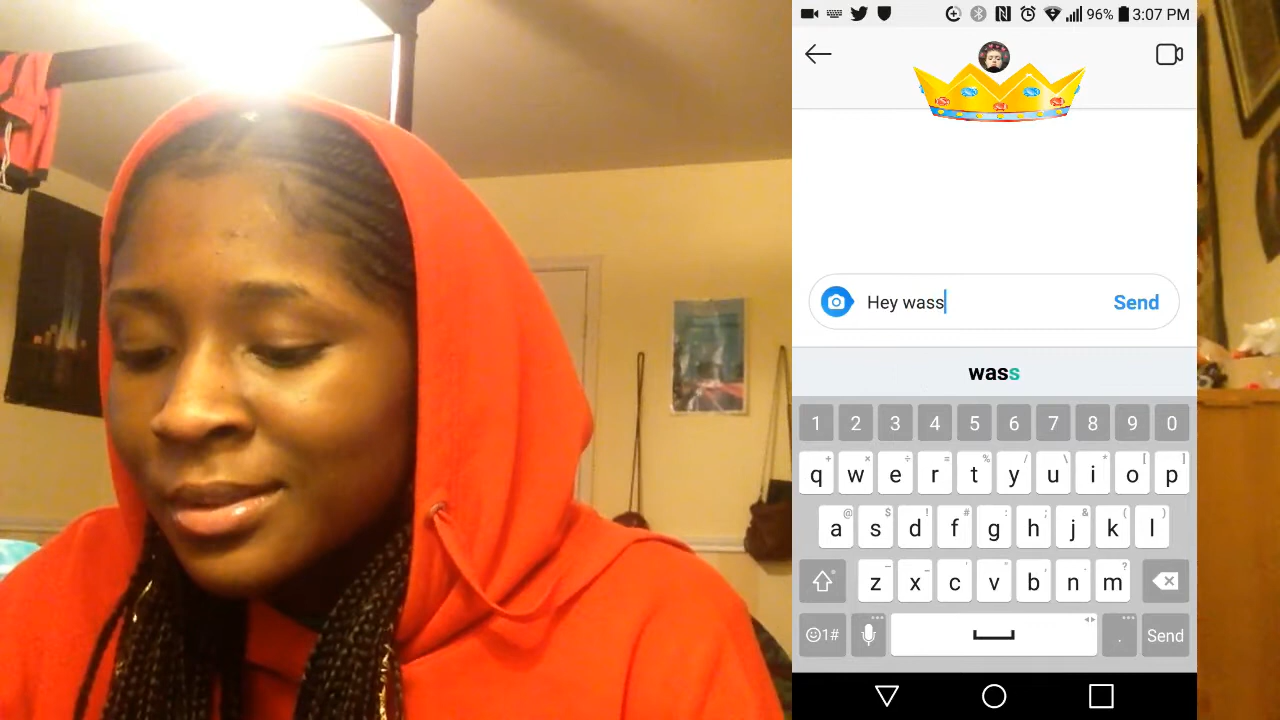 96% 3:07 PM
Hey wass Send
wass
1 2 3 4 5 6 7 8 9 0
q w e r t y u i o p
a s d f g h j k l
z x c v b n m
1# . Send